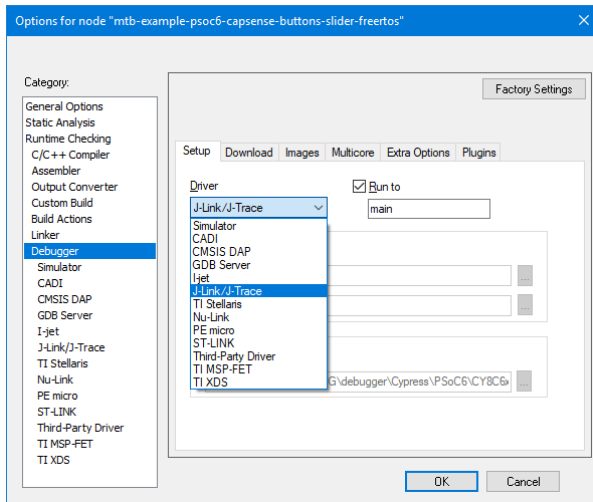 Options for node "mtb-example-psoc6-capsense-buttons-slider-freertos"
Category:
General Options
Static Analysis
Runtime Checking
C/C++ Compiler
Assembler
Output Converter
Custom Build
Build Actions
Linker
Debugger
Simulator
CADI
CMSIS DAP
GDB Server
I-jet
J-Link/J-Trace
TI Stellaris
Nu-Link
PE micro
ST-LINK
Third-Party Driver
TI MSP-FET
TI XDS
Factory Settings
Setup Download Images Multicore Extra Options Plugins
Driver
Run to
J-Link/J-Trace
main
Simulator
CADI
CMSIS DAP
GDB Server
I-jet
J-Link/J-Trace
TI Stellaris
Nu-Link
PE micro
ST-LINK
Third-Party Driver
TI MSP-FET
TI XDS
G\debugger\Cypress\PSoC6\CY8C6
...
...
...
OK Cancel